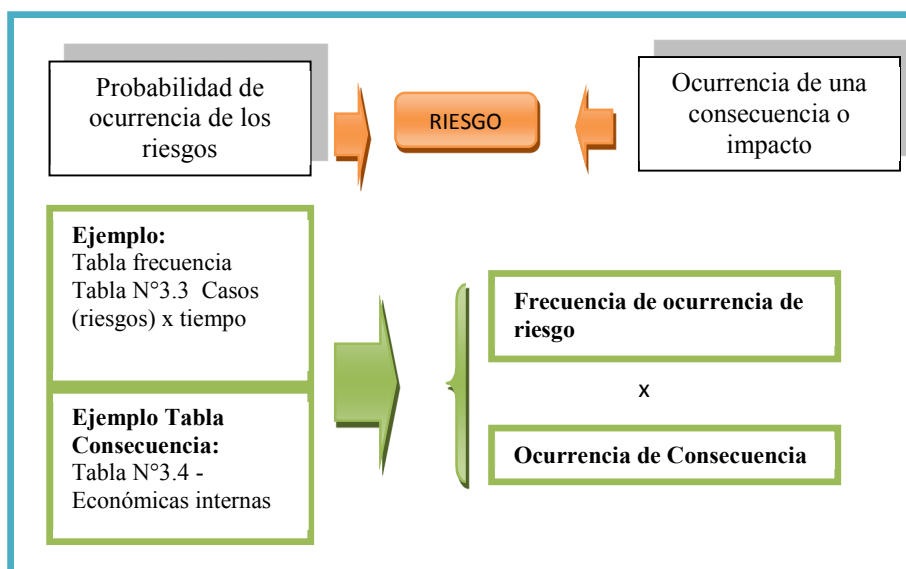 Probabilidad de
ocurrencia de los
riesgos
RIESGO
Ocurrencia de una
consecuencia o
impacto
Ejemplo:
Tabla frecuencia
Tabla N°3.3 Casos
(riesgos) x tiempo
Ejemplo Tabla
Consecuencia:
Tabla N°3.4 -
Económicas internas
Frecuencia de ocurrencia de
riesgo
x
Ocurrencia de Consecuencia